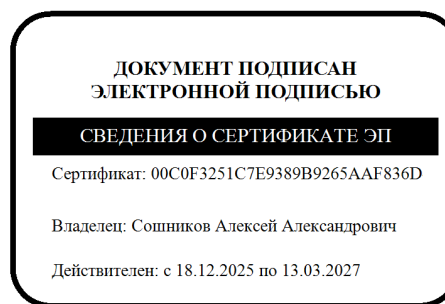 ДОКУМЕНТ ПОДПИСАН
ЭЛЕКТРОННОЙ ПОДПИСЬЮ
СВЕДЕНИЯ О СЕРТИФИКАТЕ ЭП
Сертификат: 00C0F3251C7E9389B9265AAF836D
Владелец: Сошников Алексей Александрович
Действителен: с 18.12.2025 по 13.03.2027